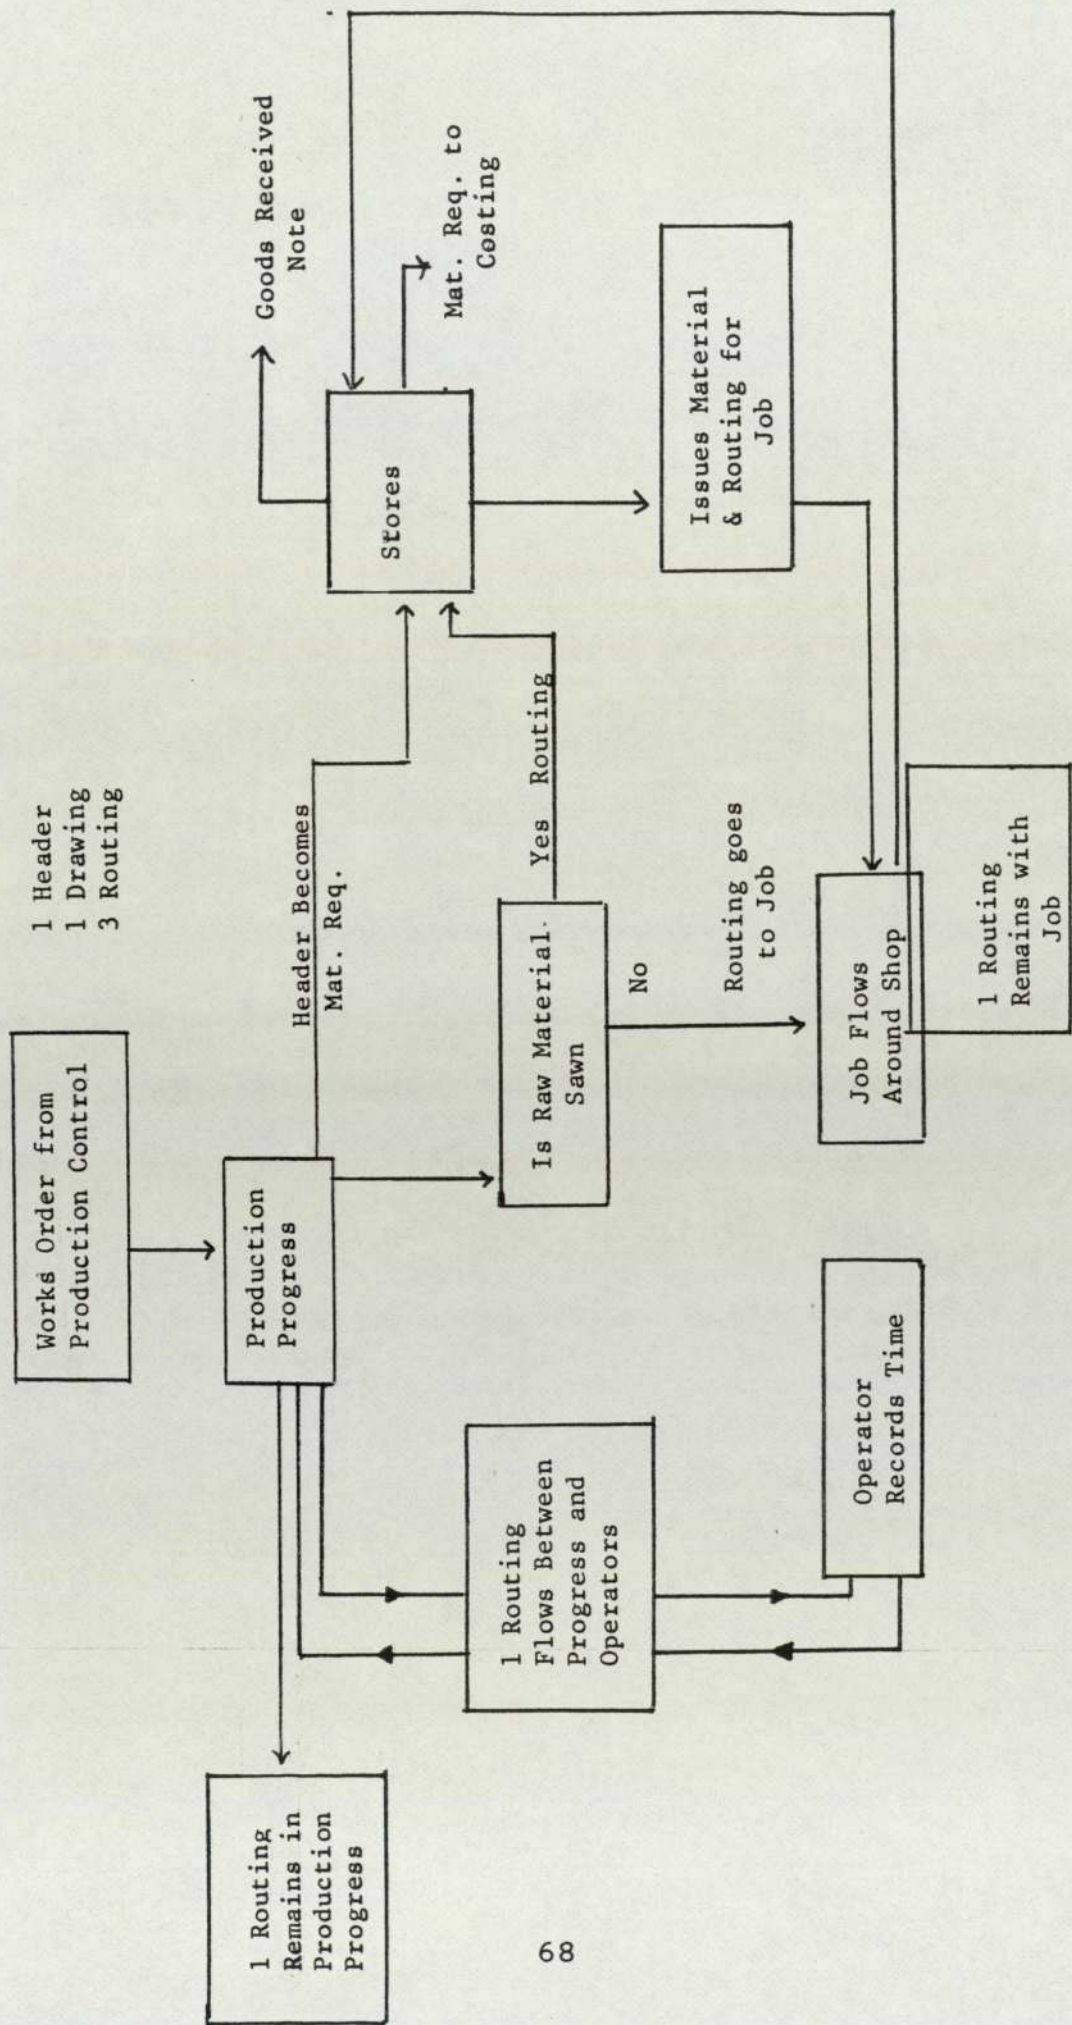 Works Order from
Production Control
1 Header
1 Drawing
3 Routing
Production
Progress
Header Becomes
Mat. Req.
Goods Received
Note
Stores
Mat. Req. to
Costing
1 Routing
Remains in
Production
Progress
1 Routing
Flows Between
Progress and
Operators
Is Raw Material
Sawn
Yes Routing
No
Routing goes
to Job
Issues Material
& Routing for
Job
Operator
Records Time
Job Flows
Around Shop
1 Routing
Remains with
Job
68